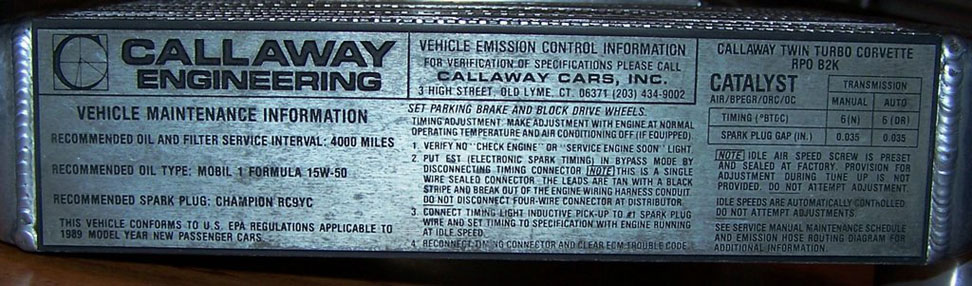 CALLAWAY
ENGINEERING
VEHICLE MAINTENANCE INFORMATION
RECOMMENDED OIL AND FILTER SERVICE INTERVAL: 4000 MILES
RECOMMENDED OIL TYPE: MOBIL 1 FORMULA 15W-50
RECOMMENDED SPARK PLUG: CHAMPION RC9YC
THIS VEHICLE CONFORMS TO U.S. EPA REGULATIONS APPLICABLE TO
1989 MODEL YEAR NEW PASSENGER CARS.
VEHICLE EMISSION CONTROL INFORMATION
FOR VERIFICATION OF SPECIFICATIONS PLEASE CALL
CALLAWAY CARS, INC.
3 HIGH STREET, OLD LYME, CT. 06371 (203) 434-9002
SET PARKING BRAKE AND BLOCK DRIVE WHEELS.
TIMING ADJUSTMENT: MAKE ADJUSTMENT WITH ENGINE AT NORMAL
OPERATING TEMPERATURE AND AIR CONDITIONING OFF (IF EQUIPPED).
1. VERIFY NO "CHECK ENGINE" OR "SERVICE ENGINE SOON" LIGHT.
2. PUT EST (ELECTRONIC SPARK TIMING) IN BYPASS MODE BY
DISCONNECTING TIMING CONNECTOR NOTE THIS IS A SINGLE
WIRE SEALED CONNECTOR. THE LEADS ARE TAN WITH A BLACK
STRIPE AND BREAK OUT OF THE ENGINE WIRING HARNESS CONDUIT.
DO NOT DISCONNECT FOUR-WIRE CONNECTOR AT DISTRIBUTOR.
3. CONNECT TIMING LIGHT INDUCTIVE PICK-UP TO #1 SPARK PLUG
WIRE AND SET TIMING TO SPECIFICATION WITH ENGINE RUNNING
AT IDLE SPEED.
4. RECONNECT TIMING CONNECTOR AND CLEAR ECM TROUBLE CODE.
CALLAWAY TWIN TURBO CORVETTE
RPO B2K
CATALYST
AIR/BPEGR/ORC/OC
TRANSMISSION
MANUAL AUTO
TIMING (°BTDC) 6(N) 6(DR)
SPARK PLUG GAP (IN.) 0.035 0.035
NOTE IDLE AIR SPEED SCREW IS PRESET
AND SEALED AT FACTORY. PROVISION FOR
ADJUSTMENT DURING TUNE UP IS NOT
PROVIDED. DO NOT ATTEMPT ADJUSTMENT.
IDLE SPEEDS ARE AUTOMATICALLY CONTROLLED
DO NOT ATTEMPT ADJUSTMENTS
SEE SERVICE MANUAL MAINTENANCE SCHEDULE
AND EMISSION HOSE ROUTING DIAGRAM FOR
ADDITIONAL INFORMATION.